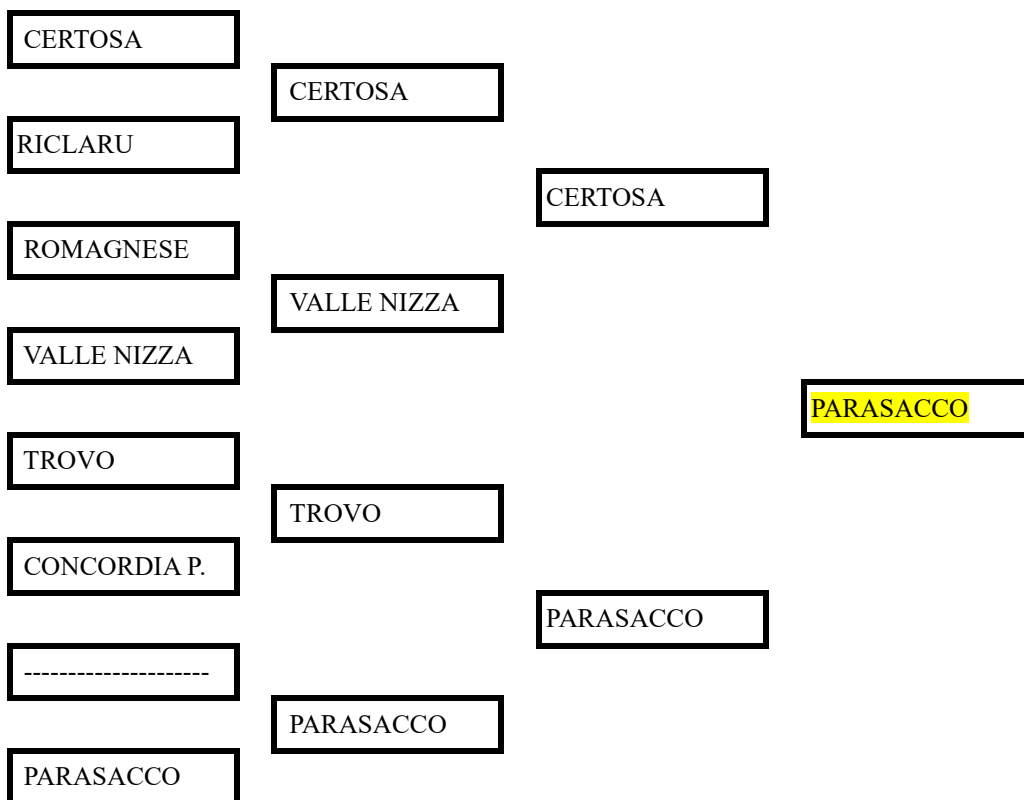 CERTOSA
CERTOSA
RICLARU
CERTOSA
ROMAGNESE
VALLE NIZZA
VALLE NIZZA
PARASACCO
TROVO
TROVO
CONCORDIA P.
PARASACCO
---------------------
PARASACCO
PARASACCO